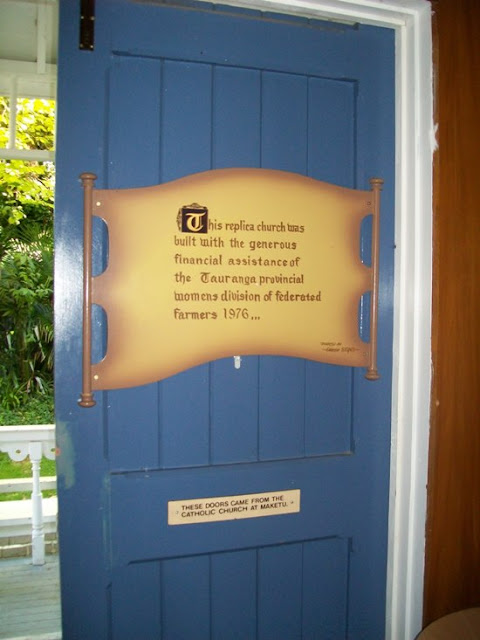 This replica church was
built with the generous
financial assistance of
the Tauranga provincial
womens division of federated
farmers 1976...
THESE DOORS CAME FROM THE
CATHOLIC CHURCH AT MAKETU.